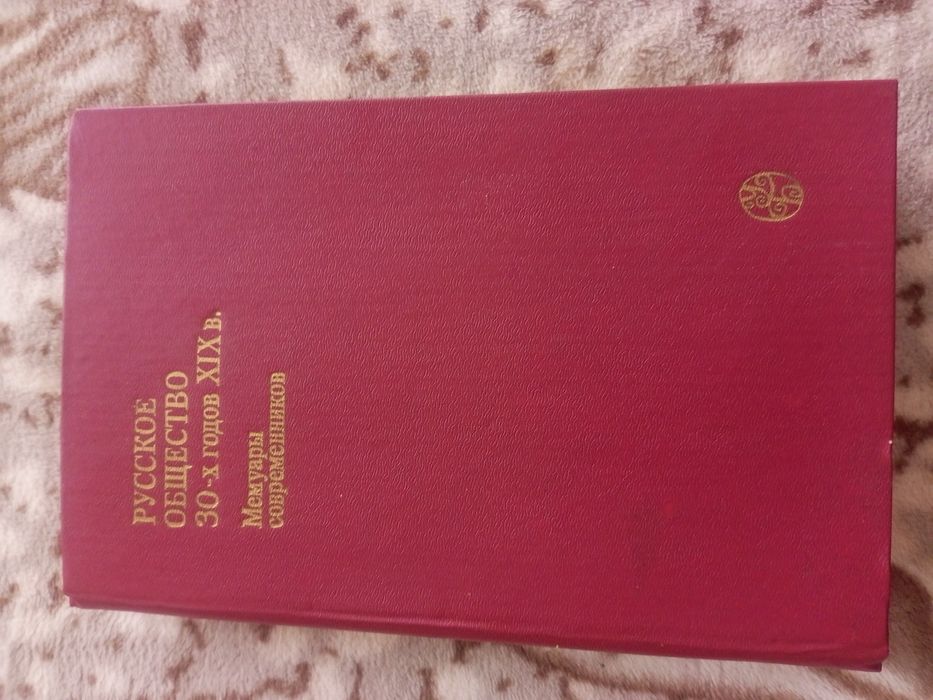 РУССКОЕ
ОБЩЕСТВО
30-х годов XIX в.
Мемуары
современников